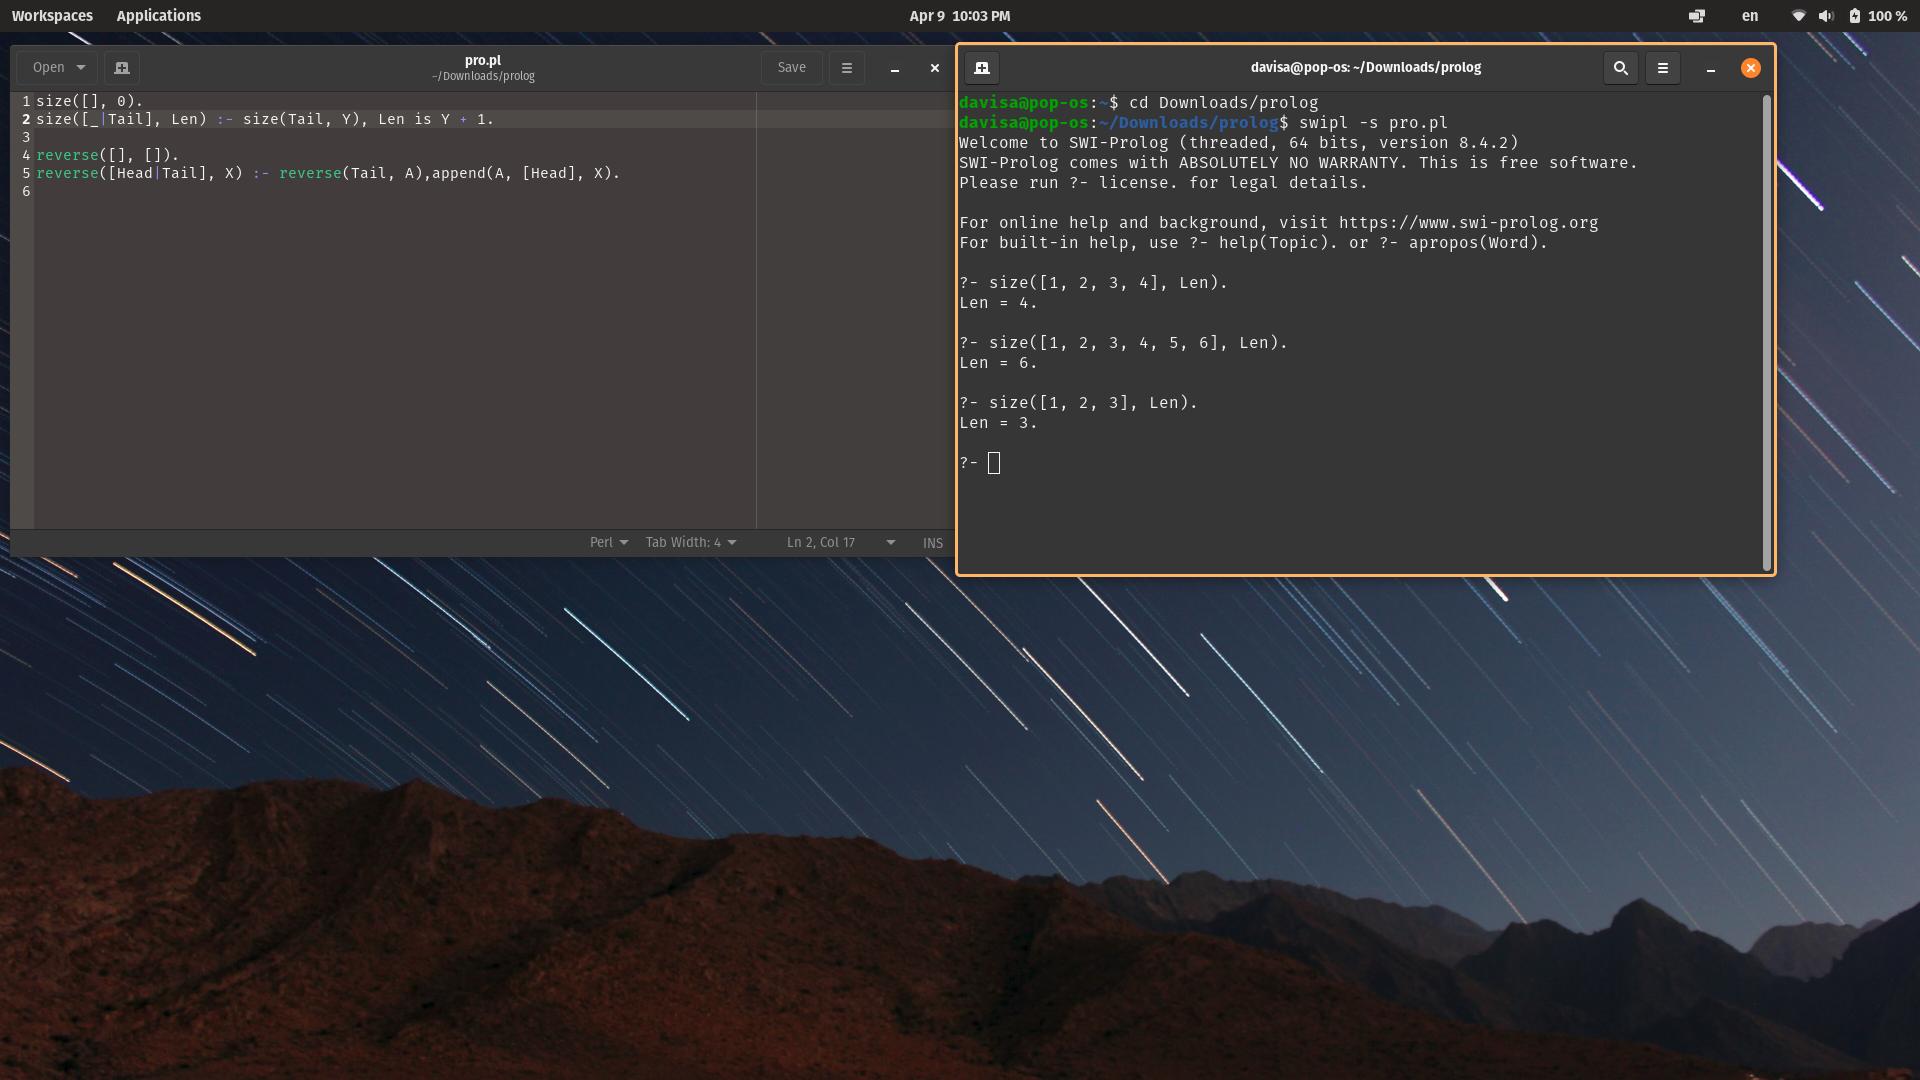 Workspaces Applications Apr 9 10:03 PM en 100 %
Open pro.pl Save
~/Downloads/prolog
1 size([], 0).
2 size([_|Tail], Len) :- size(Tail, Y), Len is Y + 1.
3
4 reverse([], []).
5 reverse([Head|Tail], X) :- reverse(Tail, A),append(A, [Head], X).
6
Perl Tab Width: 4 Ln 2, Col 17 INS
davisa@pop-os: ~/Downloads/prolog
davisa@pop-os:~$ cd Downloads/prolog
davisa@pop-os:~/Downloads/prolog$ swipl -s pro.pl
Welcome to SWI-Prolog (threaded, 64 bits, version 8.4.2)
SWI-Prolog comes with ABSOLUTELY NO WARRANTY. This is free software.
Please run ?- license. for legal details.
For online help and background, visit https://www.swi-prolog.org
For built-in help, use ?- help(Topic). or ?- apropos(Word).
?- size([1, 2, 3, 4], Len).
Len = 4.
?- size([1, 2, 3, 4, 5, 6], Len).
Len = 6.
?- size([1, 2, 3], Len).
Len = 3.
?-